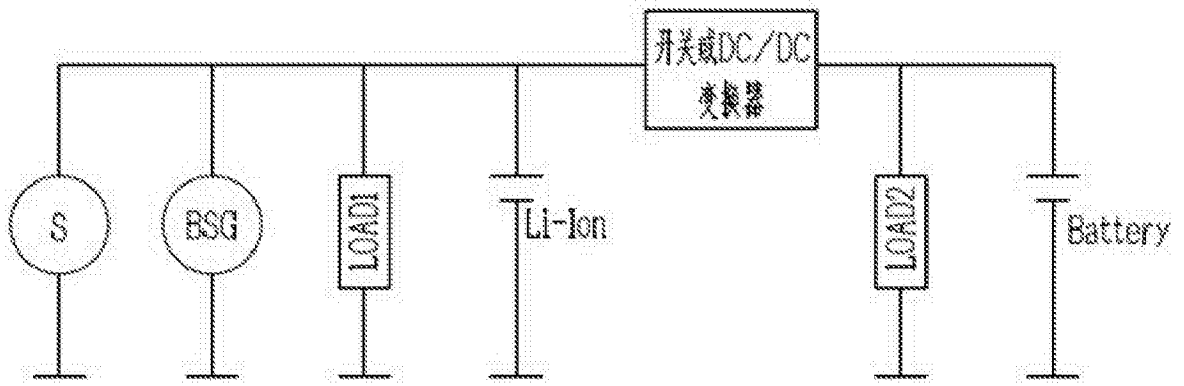 开关或DC/DC
变换器
S
BSG
LOAD1
Li-Ion
LOAD2
Battery